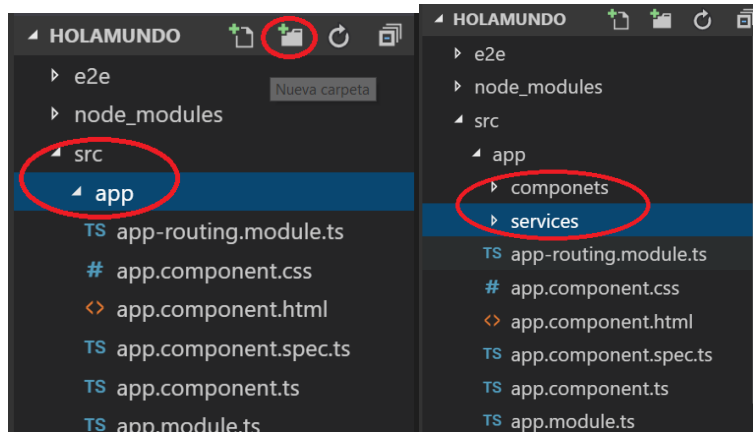 HOLAMUNDO
e2e
Nueva carpeta
node_modules
src
app
TS app-routing.module.ts
# app.component.css
<> app.component.html
TS app.component.spec.ts
TS app.component.ts
TS app.module.ts
HOLAMUNDO
e2e
node_modules
src
app
componets
services
TS app-routing.module.ts
# app.component.css
<> app.component.html
TS app.component.spec.ts
TS app.component.ts
TS app.module.ts